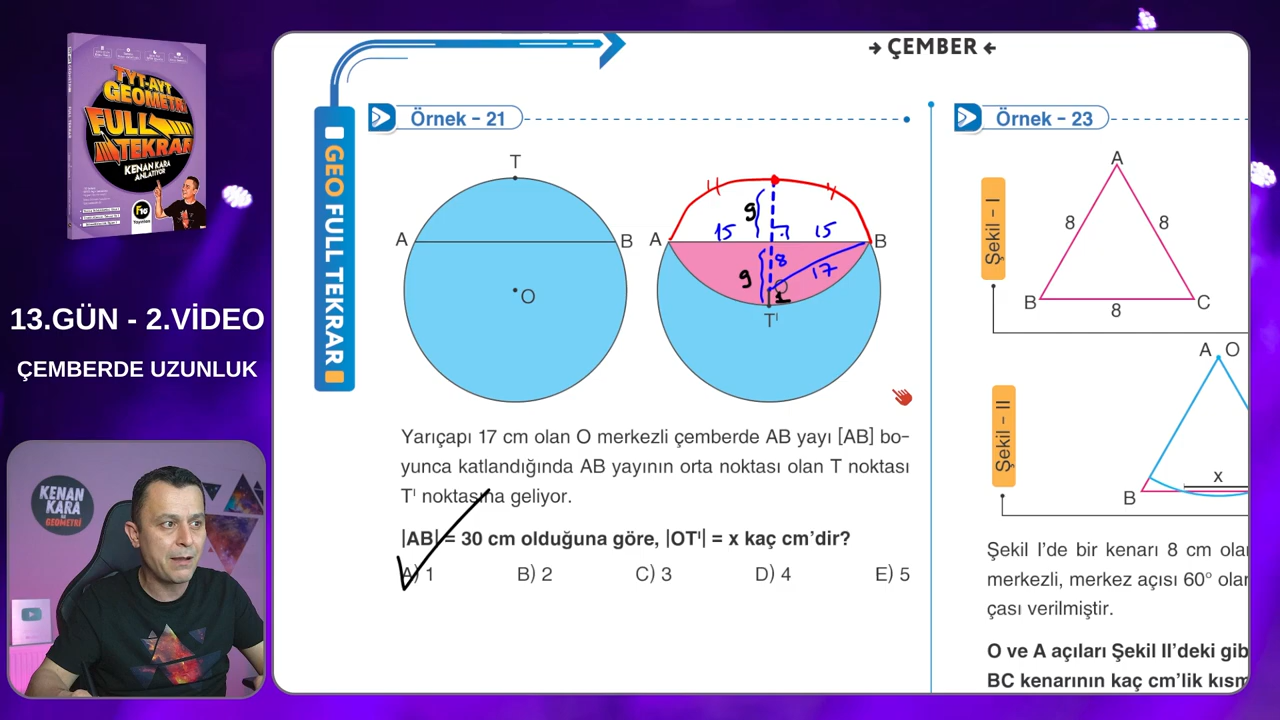 TYT-AYT
GEOMETRİ
FULL
TEKRAR
KENAN KARA
ANLATIYOR
13.GÜN - 2.VİDEO
ÇEMBERDE UZUNLUK
KENAN
KARA
GEOMETRİ
GEO FULL TEKRAR
→ ÇEMBER ←
Örnek - 21
T
A
B
O
A
B
9
15
15
9
8
17
O
1
T'
Yarıçapı 17 cm olan O merkezli çemberde AB yayı [AB] bo-
yunca katlandığında AB yayının orta noktası olan T noktası
T' noktasına geliyor.
|AB| = 30 cm olduğuna göre, |OT'| = x kaç cm'dir?
A) 1 B) 2 C) 3 D) 4 E) 5
Örnek - 23
Şekil - I
A
8
8
B
C
8
Şekil - II
A O
x
B
Şekil I'de bir kenarı 8 cm
merkezli, merkez açısı 60°
çası verilmiştir.
O ve A açıları Şekil II'deki
BC kenarının kaç cm'lik